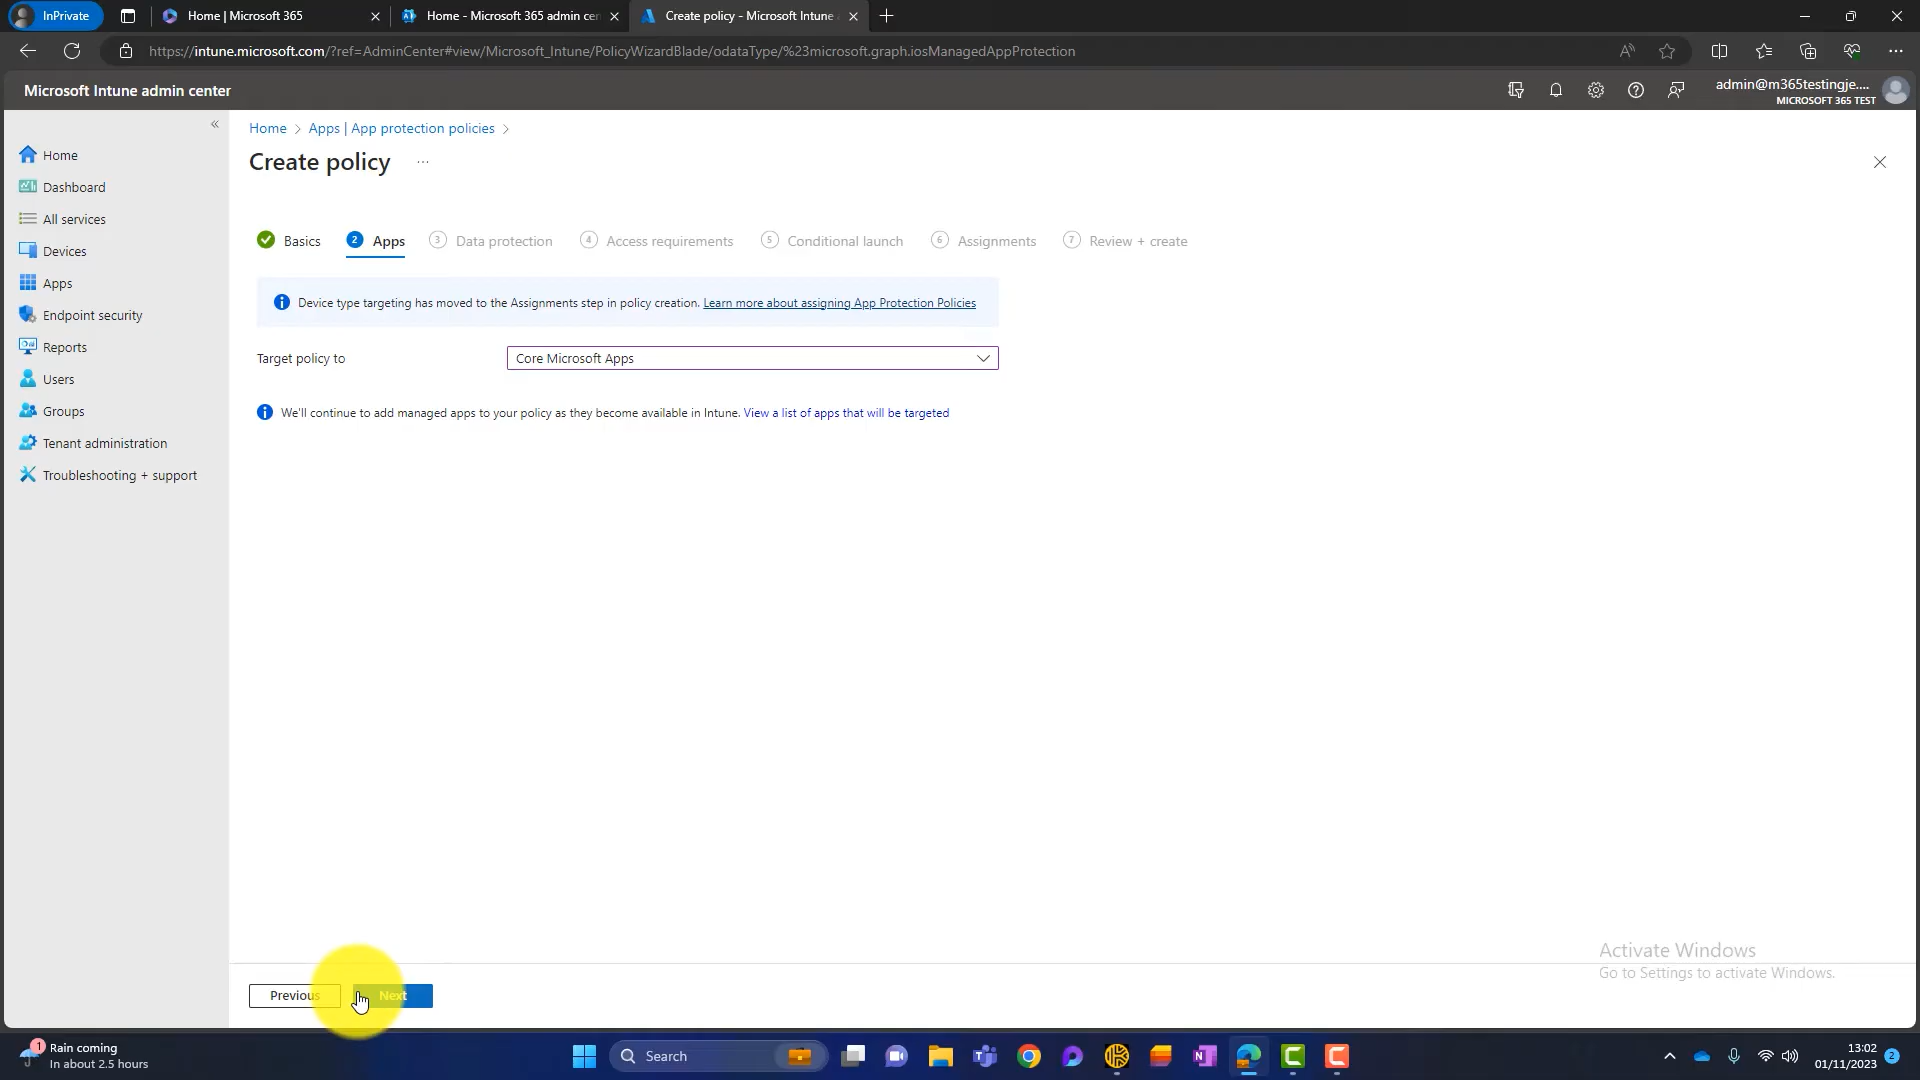 InPrivate
Home | Microsoft 365
Home - Microsoft 365 admin cen
Create policy - Microsoft Intune a
https://intune.microsoft.com/?ref=AdminCenter#view/Microsoft_Intune/PolicyWizardBlade/odataType/%23microsoft.graph.iosManagedAppProtection
Microsoft Intune admin center
admin@m365testingje....
MICROSOFT 365 TEST
Home
Dashboard
All services
Devices
Apps
Endpoint security
Reports
Users
Groups
Tenant administration
Troubleshooting + support
Home > Apps | App protection policies >
Create policy ...
Basics
2 Apps
3 Data protection
4 Access requirements
5 Conditional launch
6 Assignments
7 Review + create
Device type targeting has moved to the Assignments step in policy creation. Learn more about assigning App Protection Policies
Target policy to
Core Microsoft Apps
We'll continue to add managed apps to your policy as they become available in Intune. View a list of apps that will be targeted
Activate Windows
Go to Settings to activate Windows.
Previous
Next
1
Rain coming
In about 2.5 hours
Search
13:02
01/11/2023
2